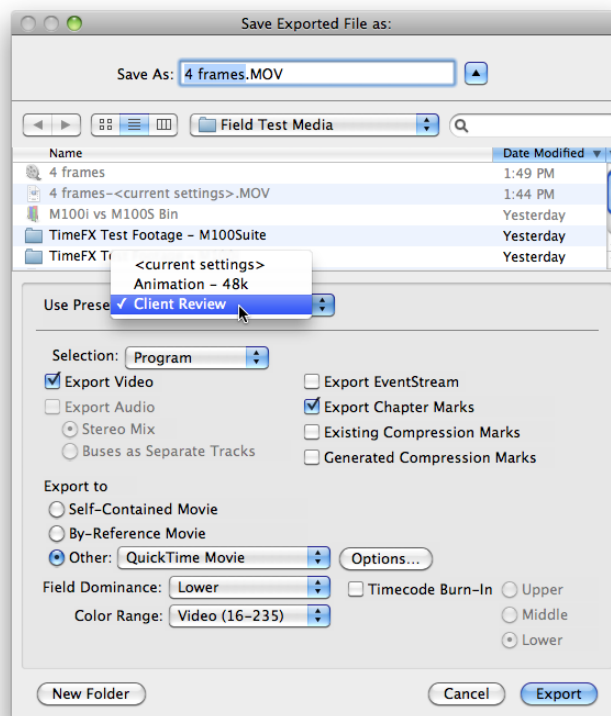 Save Exported File as:
Save As: 4 frames.MOV
Field Test Media
Name Date Modified
4 frames 1:49 PM
4 frames-<current settings>.MOV 1:44 PM
M100i vs M100S Bin Yesterday
TimeFX Test Footage - M100Suite Yesterday
TimeFX Yesterday
<current settings>
Animation - 48k
Use Prese ✓ Client Review
Selection: Program
Export Video Export EventStream
Export Audio Export Chapter Marks
Stereo Mix Existing Compression Marks
Buses as Separate Tracks Generated Compression Marks
Export to
Self-Contained Movie
By-Reference Movie
Other: QuickTime Movie Options...
Field Dominance: Lower Timecode Burn-In Upper
Color Range: Video (16-235) Middle
Lower
New Folder Cancel Export